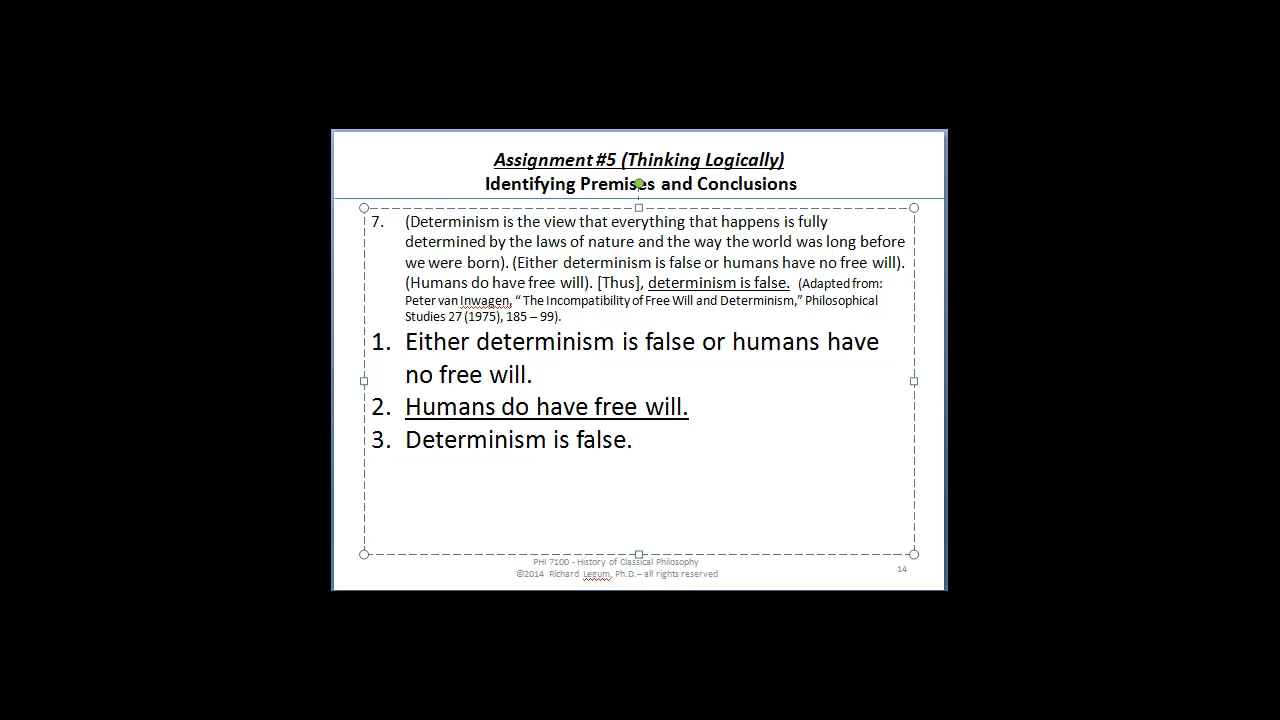 Assignment #5 (Thinking Logically)
Identifying Premises and Conclusions
7. (Determinism is the view that everything that happens is fully
determined by the laws of nature and the way the world was long before
we were born). (Either determinism is false or humans have no free will).
(Humans do have free will). [Thus], determinism is false. (Adapted from:
Peter van Inwagen, “The Incompatibility of Free Will and Determinism,” Philosophical
Studies 27 (1975), 185 – 99).
1. Either determinism is false or humans have
no free will.
2. Humans do have free will.
3. Determinism is false.
PHI 7100 - History of Classical Philosophy
©2014 Richard Legum, Ph.D.– all rights reserved
14